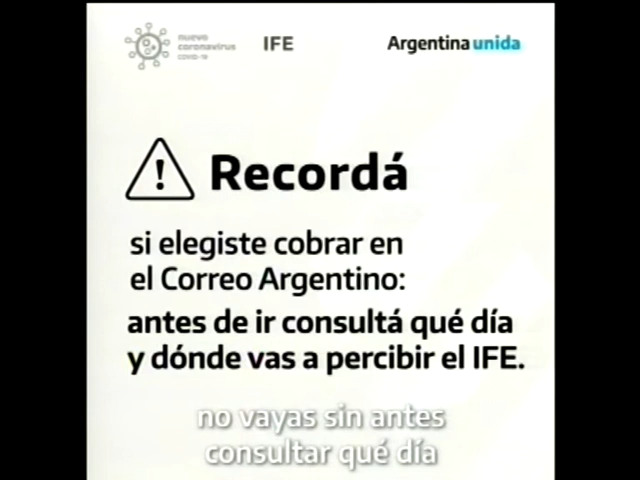 nuevo
coronavirus
COVID-19
IFE
Argentina unida
Recordá
si elegiste cobrar en
el Correo Argentino:
antes de ir consultá qué día
y dónde vas a percibir el IFE.
no vayas sin antes
consultar qué día